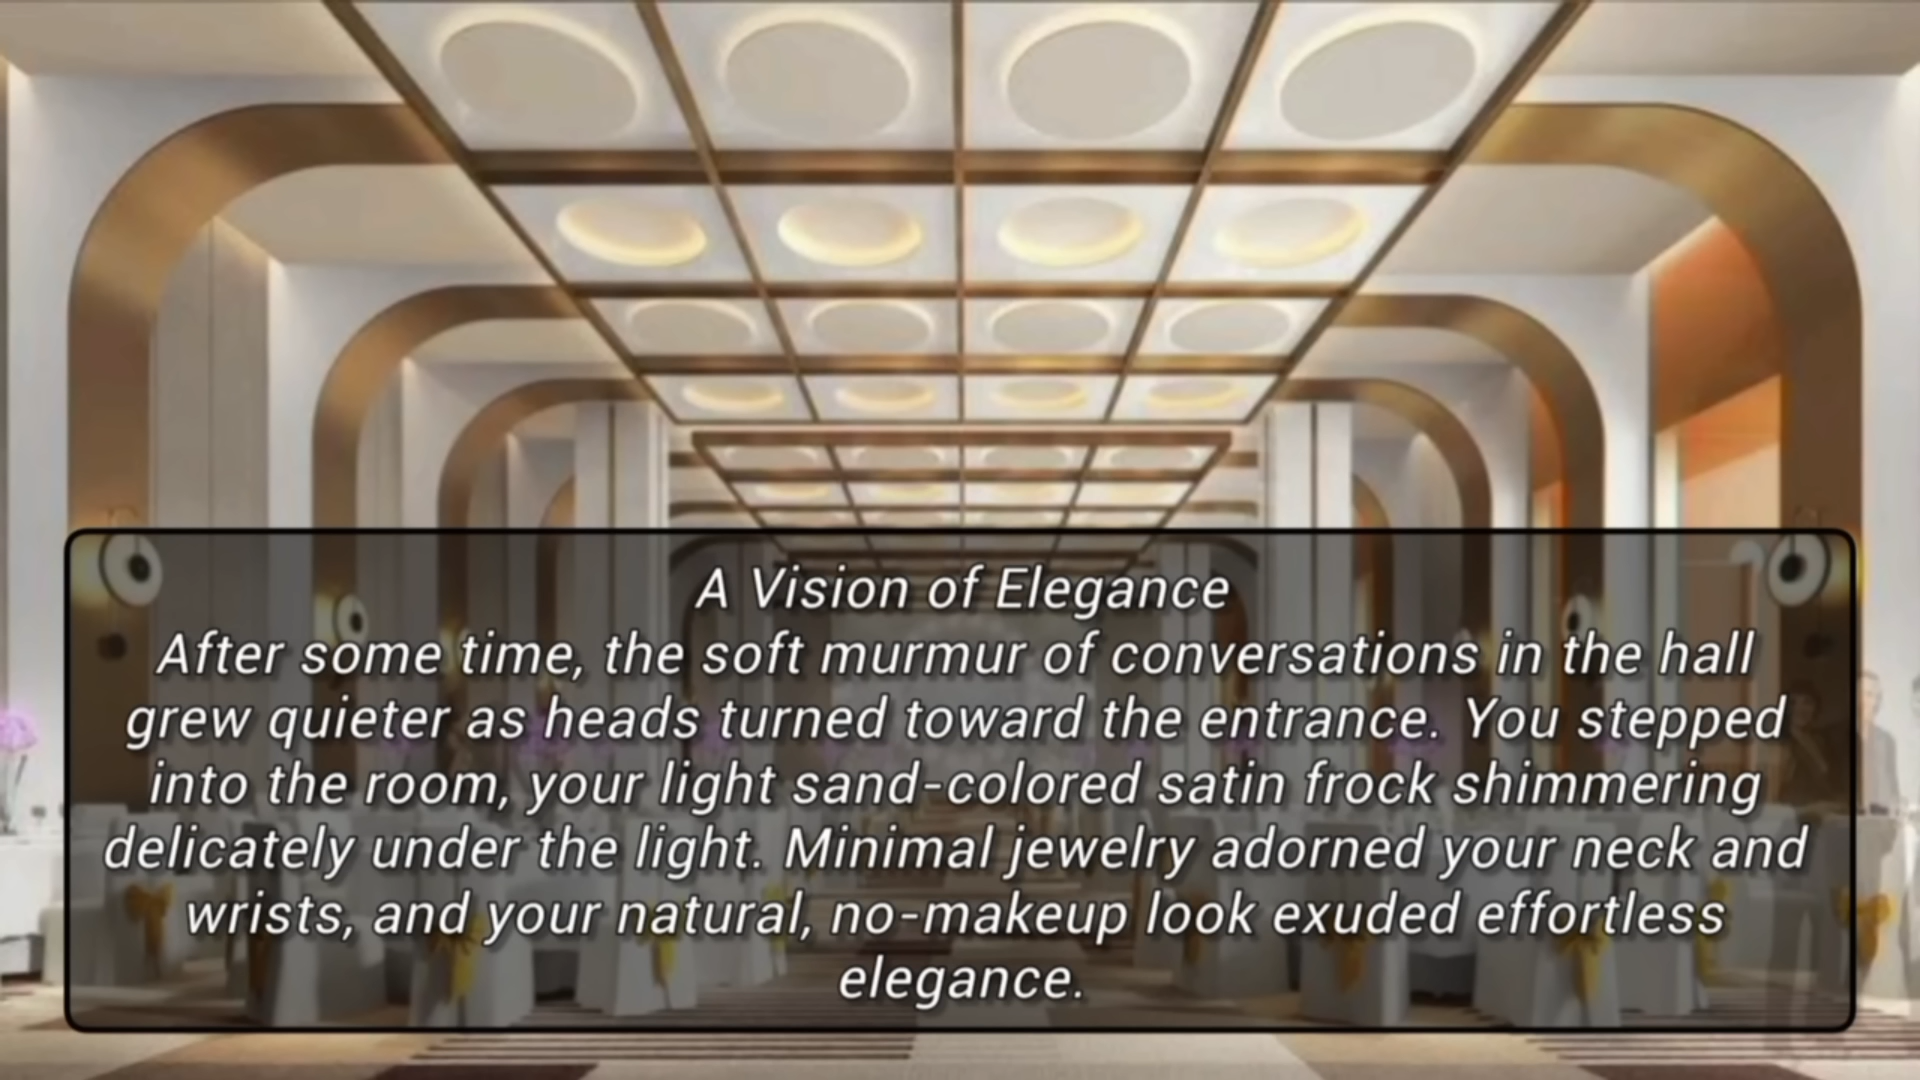 A Vision of Elegance
After some time, the soft murmur of conversations in the hall
grew quieter as heads turned toward the entrance. You stepped
into the room, your light sand-colored satin frock shimmering
delicately under the light. Minimal jewelry adorned your neck and
wrists, and your natural, no-makeup look exuded effortless
elegance.